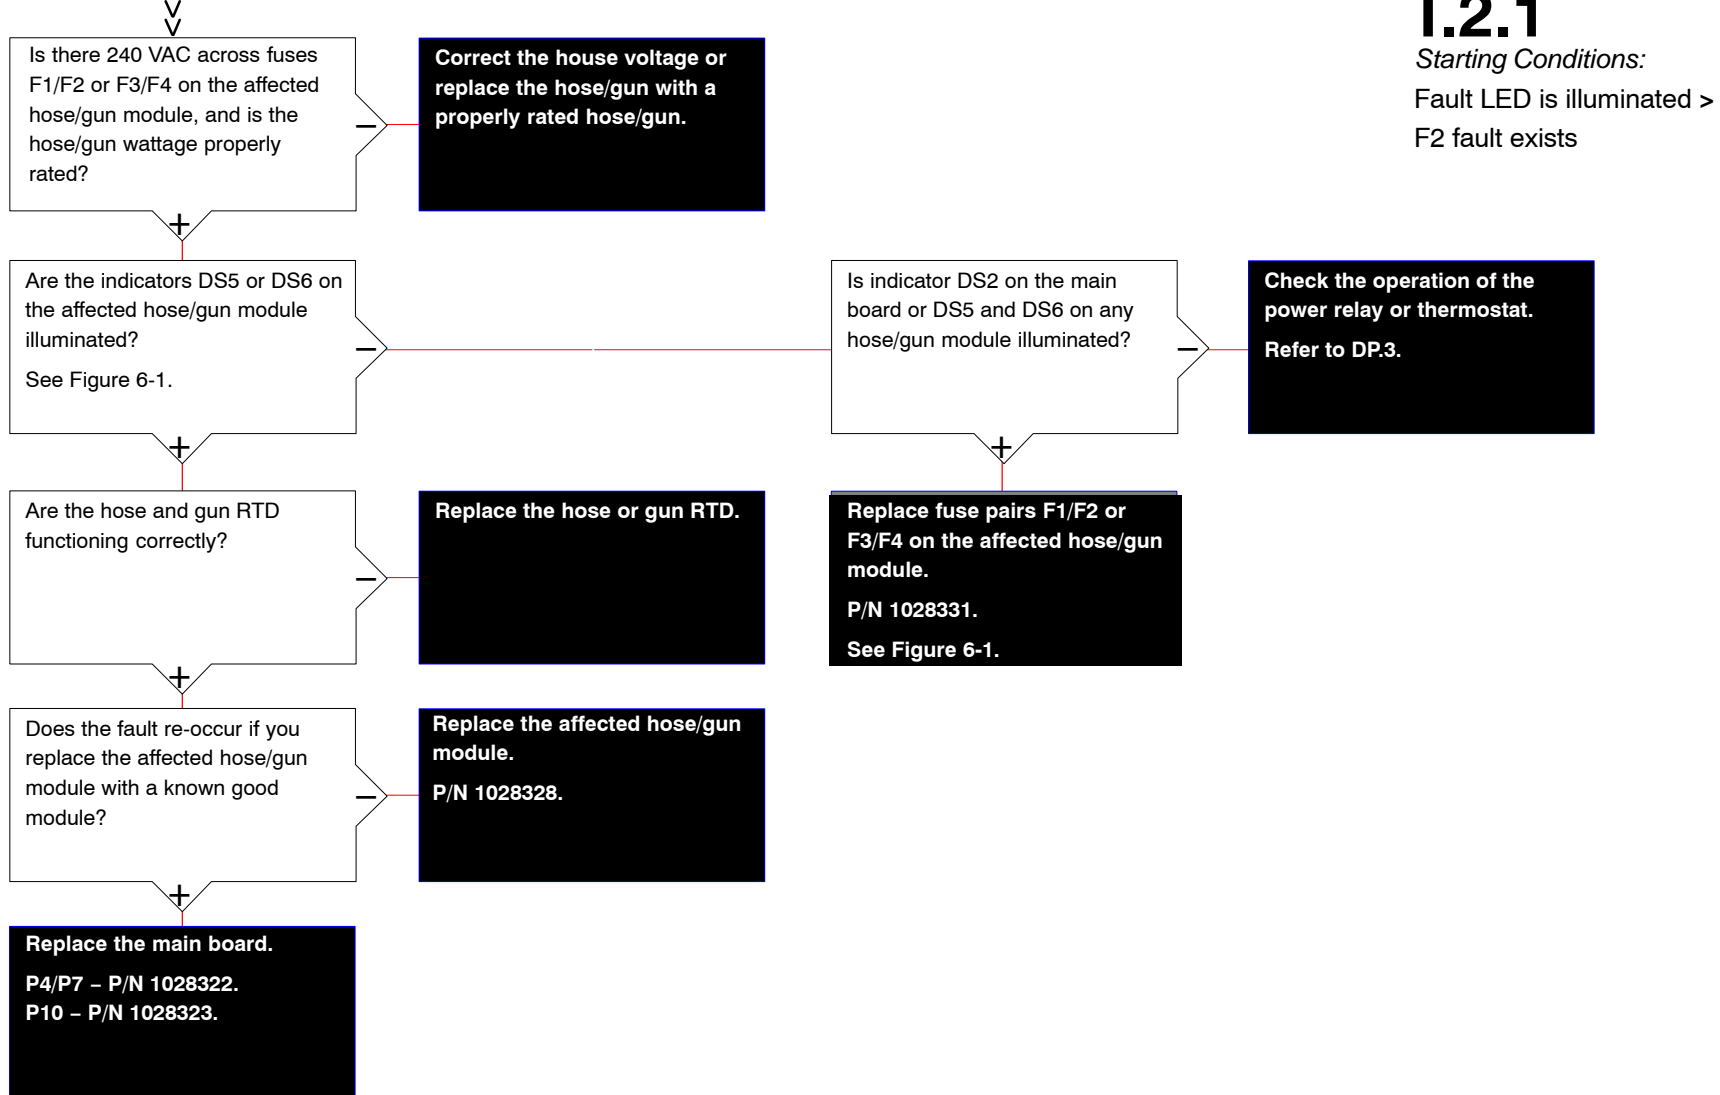 T.2.1
Starting Conditions:
Fault LED is illuminated >
F2 fault exists
Is there 240 VAC across fuses
F1/F2 or F3/F4 on the affected
hose/gun module, and is the
hose/gun wattage properly
rated?
−
+
Correct the house voltage or
replace the hose/gun with a
properly rated hose/gun.
Are the indicators DS5 or DS6 on
the affected hose/gun module
illuminated?
See Figure 6-1.
−
+
Is indicator DS2 on the main
board or DS5 and DS6 on any
hose/gun module illuminated?
−
+
Check the operation of the
power relay or thermostat.
Refer to DP.3.
Are the hose and gun RTD
functioning correctly?
−
+
Replace the hose or gun RTD.
Replace fuse pairs F1/F2 or
F3/F4 on the affected hose/gun
module.
P/N 1028331.
See Figure 6-1.
Does the fault re-occur if you
replace the affected hose/gun
module with a known good
module?
−
+
Replace the affected hose/gun
module.
P/N 1028328.
Replace the main board.
P4/P7 − P/N 1028322.
P10 − P/N 1028323.